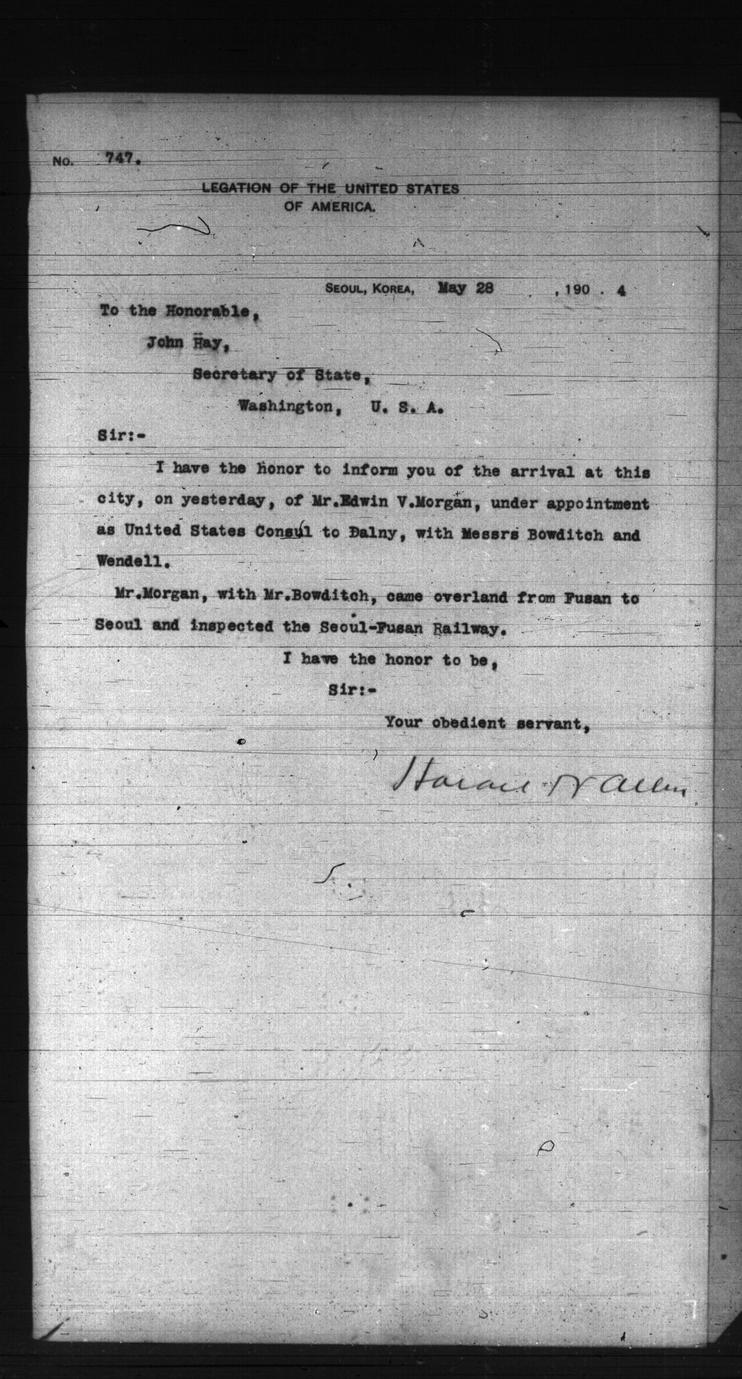 No. 747.
LEGATION OF THE UNITED STATES
OF AMERICA.
SEOUL, KOREA, May 28 , 190 . 4
To the Honorable,
John Hay,
Secretary of State,
Washington, U. S. A.
Sir:-
I have the honor to inform you of the arrival at this
city, on yesterday, of Mr.Edwin V.Morgan, under appointment
as United States Consul to Dalny, with Messrs Bowditch and
Wendell.
Mr.Morgan, with Mr.Bowditch, came overland from Fusan to
Seoul and inspected the Seoul-Fusan Railway.
I have the honor to be,
Sir:-
Your obedient servant,
Horace N Allen